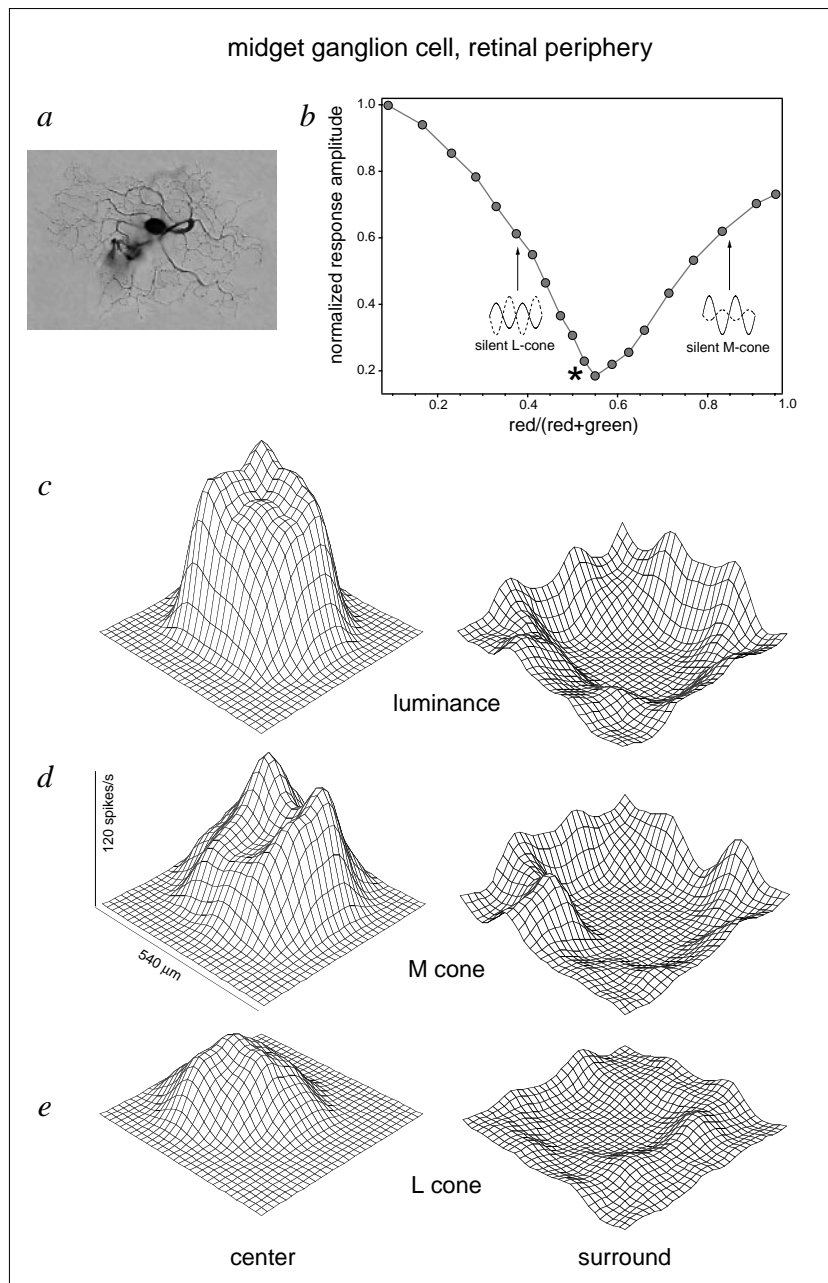 midget ganglion cell, retinal periphery
a
b
normalized response amplitude
1.0
0.8
0.6
0.4
0.2
silent L-cone
silent M-cone
*
0.2
0.4
0.6
0.8
1.0
red/(red+green)
c
luminance
d
120 spikes/s
540 µm
M cone
e
L cone
center
surround